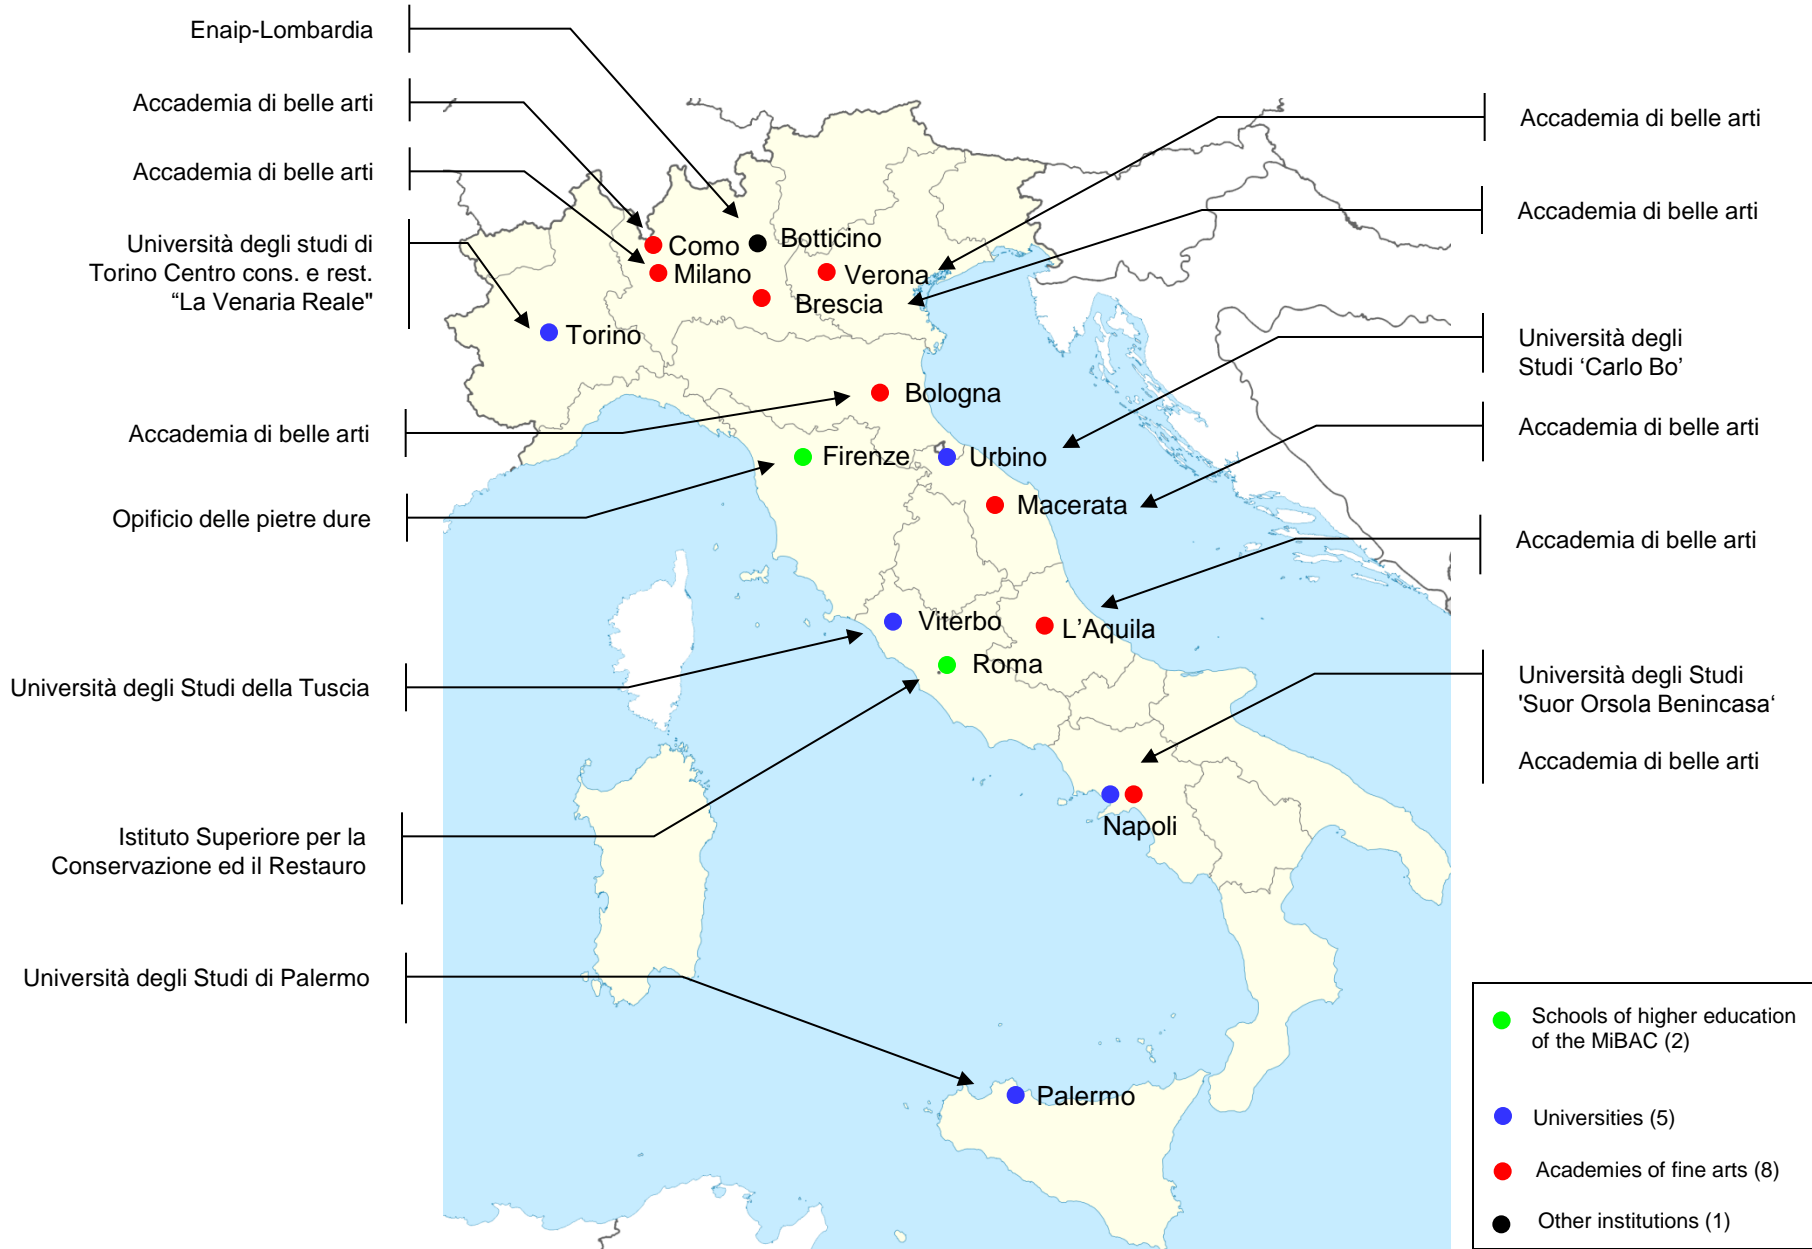 Enaip-Lombardia
Accademia di belle arti
Accademia di belle arti
Università degli studi di
Torino Centro cons. e rest.
“La Venaria Reale"
Accademia di belle arti
Opificio delle pietre dure
Università degli Studi della Tuscia
Istituto Superiore per la
Conservazione ed il Restauro
Università degli Studi di Palermo
Como
Botticino
Milano
Verona
Brescia
Torino
Bologna
Firenze
Urbino
Macerata
Viterbo
L’Aquila
Roma
Napoli
Palermo
Accademia di belle arti
Accademia di belle arti
Università degli
Studi ‘Carlo Bo’
Accademia di belle arti
Accademia di belle arti
Università degli Studi
'Suor Orsola Benincasa‘
Accademia di belle arti
Schools of higher education
of the MiBAC (2)
Universities (5)
Academies of fine arts (8)
Other institutions (1)